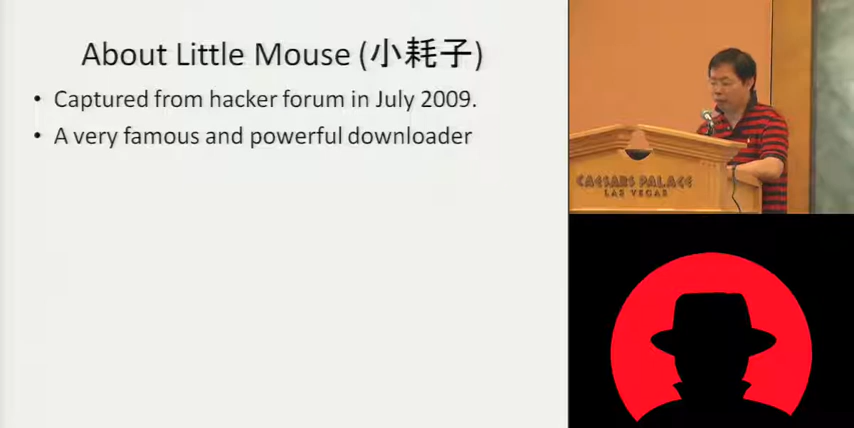 About Little Mouse (小耗子)
• Captured from hacker forum in July 2009.
• A very famous and powerful downloader
CAESARS PALACE
LAS VEGAS